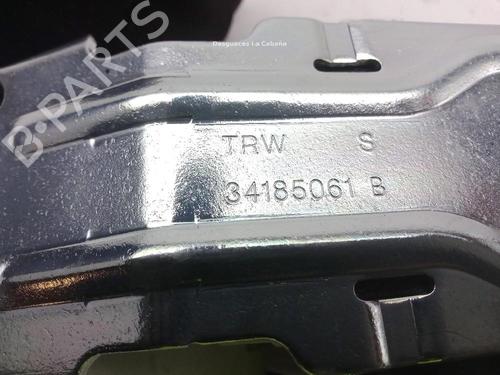 Desguaces La Cabaña
B-PARTS
TRW S
34185061 B